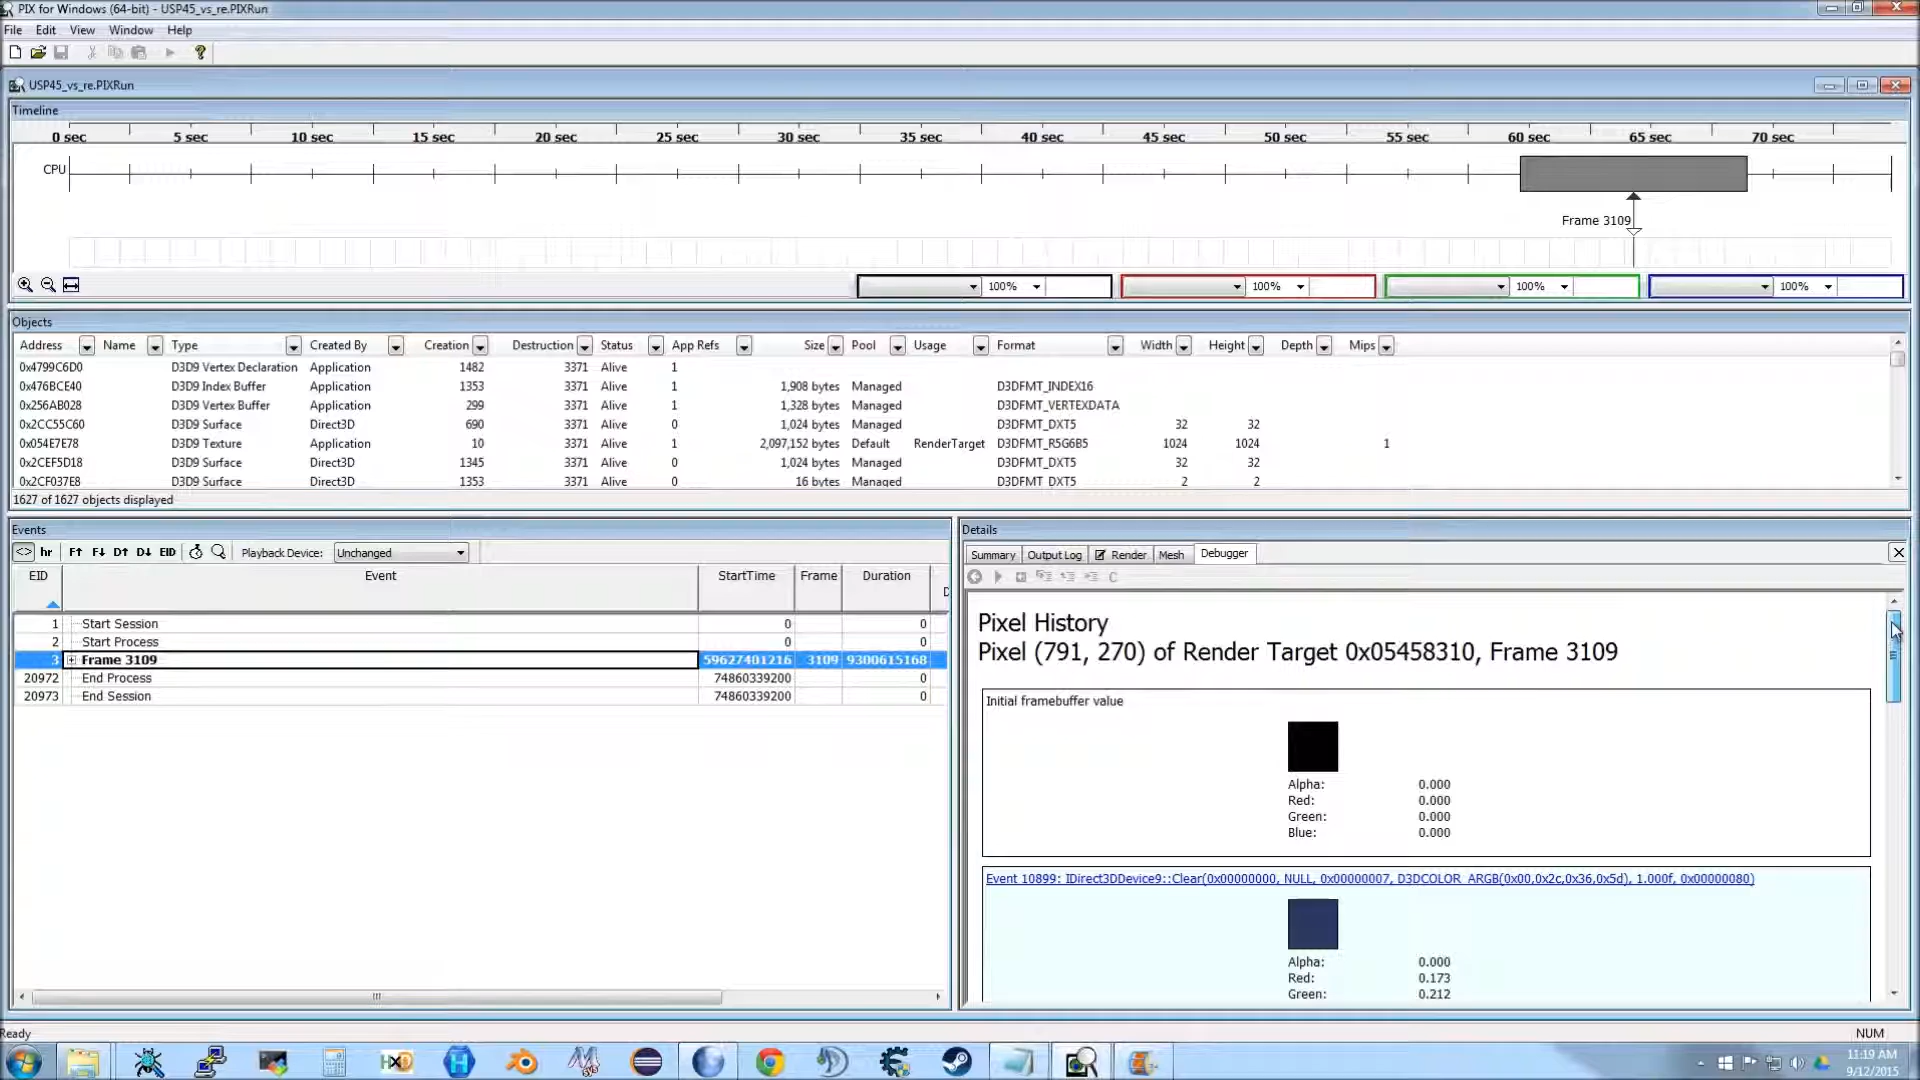 PIX for Windows (64-bit) - USP45_vs_re.PIXRun
File Edit View Window Help
USP45_vs_re.PIXRun
Timeline
0 sec 5 sec 10 sec 15 sec 20 sec 25 sec 30 sec 35 sec 40 sec 45 sec 50 sec 55 sec 60 sec 65 sec 70 sec
CPU
Frame 3109
100% 100% 100% 100%
Objects
Address Name Type Created By Creation Destruction Status App Refs Size Pool Usage Format Width Height Depth Mips
0x4799C6D0 D3D9 Vertex Declaration Application 1482 3371 Alive 1
0x476BCE40 D3D9 Index Buffer Application 1353 3371 Alive 1 1,908 bytes Managed D3DFMT_INDEX16
0x256AB028 D3D9 Vertex Buffer Application 299 3371 Alive 1 1,328 bytes Managed D3DFMT_VERTEXDATA
0x2CC55C60 D3D9 Surface Direct3D 690 3371 Alive 0 1,024 bytes Managed D3DFMT_DXT5 32 32
0x054E7E78 D3D9 Texture Application 10 3371 Alive 1 2,097,152 bytes Default RenderTarget D3DFMT_R5G6B5 1024 1024 1
0x2CEF5D18 D3D9 Surface Direct3D 1345 3371 Alive 0 1,024 bytes Managed D3DFMT_DXT5 32 32
0x2CF037E8 D3D9 Surface Direct3D 1353 3371 Alive 0 16 bytes Managed D3DFMT_DXT5 2 2
1627 of 1627 objects displayed
Events
<> hr F↑ F↓ D↑ D↓ EID Playback Device: Unchanged
EID Event StartTime Frame Duration
1 Start Session 0 0
2 Start Process 0 0
3 Frame 3109 59627401216 3109 9300615168
20972 End Process 74860339200 0
20973 End Session 74860339200 0
Details
Summary Output Log Render Mesh Debugger
Pixel History
Pixel (791, 270) of Render Target 0x05458310, Frame 3109
Initial framebuffer value
Alpha: 0.000
Red: 0.000
Green: 0.000
Blue: 0.000
Event 10899: IDirect3DDevice9::Clear(0x00000000, NULL, 0x00000007, D3DCOLOR_ARGB(0x00,0x2c,0x36,0x5d), 1.000f, 0x00000080)
Alpha: 0.000
Red: 0.173
Green: 0.212
Ready
NUM
11:19 AM
9/12/2015